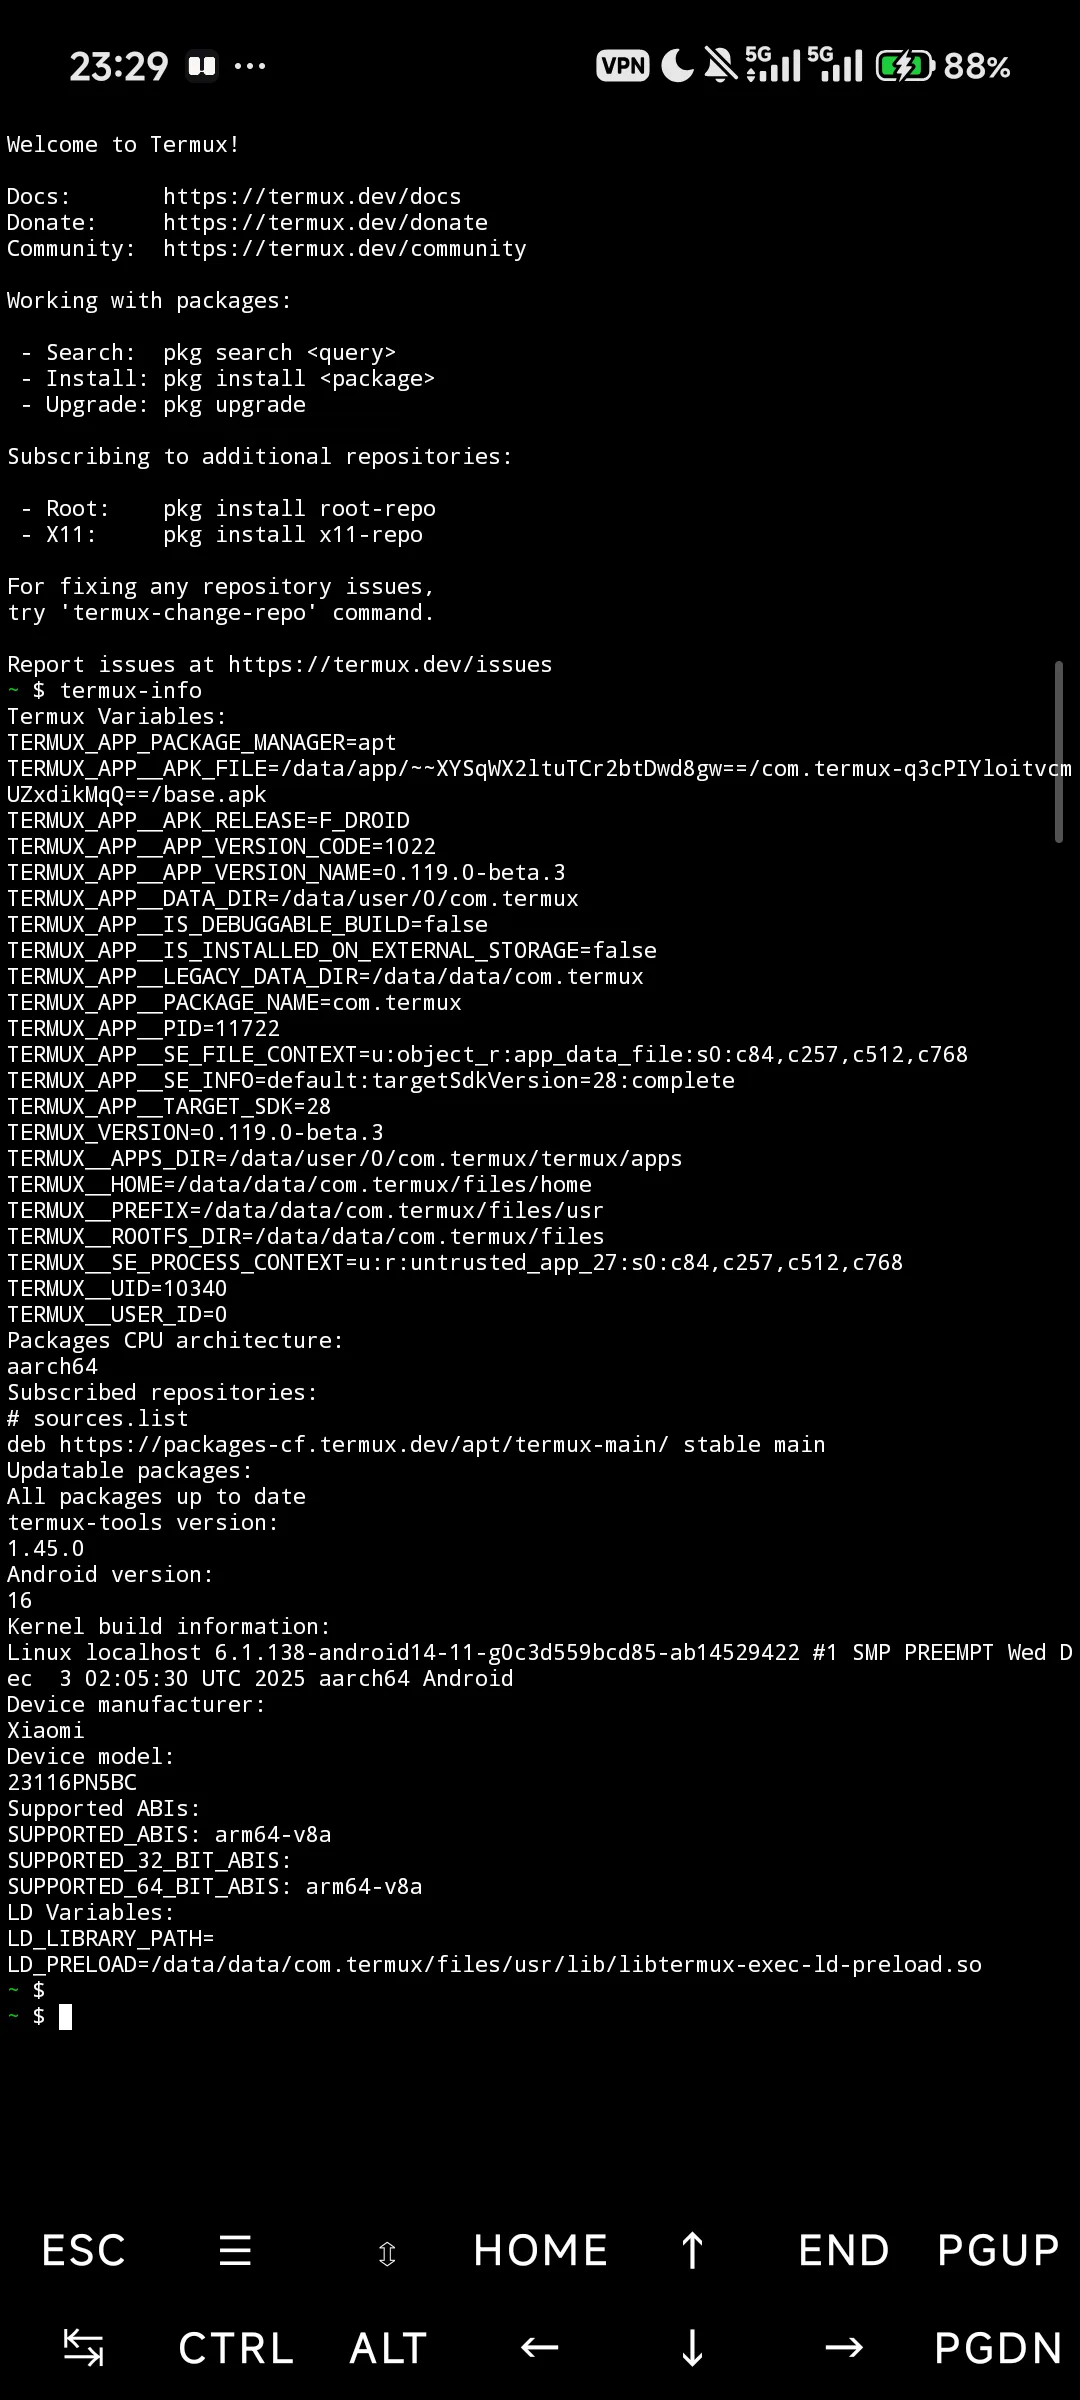 23:29 ... VPN 5G 5G 88%
Welcome to Termux!
Docs:       https://termux.dev/docs
Donate:     https://termux.dev/donate
Community:  https://termux.dev/community
Working with packages:
 - Search:  pkg search <query>
 - Install: pkg install <package>
 - Upgrade: pkg upgrade
Subscribing to additional repositories:
 - Root:    pkg install root-repo
 - X11:     pkg install x11-repo
For fixing any repository issues,
try 'termux-change-repo' command.
Report issues at https://termux.dev/issues
~ $ termux-info
Termux Variables:
TERMUX_APP_PACKAGE_MANAGER=apt
TERMUX_APP__APK_FILE=/data/app/~~XYSqWX2ltuTCr2btDwd8gw==/com.termux-q3cPIYloitvcm
UZxdikMqQ==/base.apk
TERMUX_APP__APK_RELEASE=F_DROID
TERMUX_APP__APP_VERSION_CODE=1022
TERMUX_APP__APP_VERSION_NAME=0.119.0-beta.3
TERMUX_APP__DATA_DIR=/data/user/0/com.termux
TERMUX_APP__IS_DEBUGGABLE_BUILD=false
TERMUX_APP__IS_INSTALLED_ON_EXTERNAL_STORAGE=false
TERMUX_APP__LEGACY_DATA_DIR=/data/data/com.termux
TERMUX_APP__PACKAGE_NAME=com.termux
TERMUX_APP__PID=11722
TERMUX_APP__SE_FILE_CONTEXT=u:object_r:app_data_file:s0:c84,c257,c512,c768
TERMUX_APP__SE_INFO=default:targetSdkVersion=28:complete
TERMUX_APP__TARGET_SDK=28
TERMUX_VERSION=0.119.0-beta.3
TERMUX__APPS_DIR=/data/user/0/com.termux/termux/apps
TERMUX__HOME=/data/data/com.termux/files/home
TERMUX__PREFIX=/data/data/com.termux/files/usr
TERMUX__ROOTFS_DIR=/data/data/com.termux/files
TERMUX__SE_PROCESS_CONTEXT=u:r:untrusted_app_27:s0:c84,c257,c512,c768
TERMUX__UID=10340
TERMUX__USER_ID=0
Packages CPU architecture:
aarch64
Subscribed repositories:
# sources.list
deb https://packages-cf.termux.dev/apt/termux-main/ stable main
Updatable packages:
All packages up to date
termux-tools version:
1.45.0
Android version:
16
Kernel build information:
Linux localhost 6.1.138-android14-11-g0c3d559bcd85-ab14529422 #1 SMP PREEMPT Wed D
ec  3 02:05:30 UTC 2025 aarch64 Android
Device manufacturer:
Xiaomi
Device model:
23116PN5BC
Supported ABIs:
SUPPORTED_ABIS: arm64-v8a
SUPPORTED_32_BIT_ABIS:
SUPPORTED_64_BIT_ABIS: arm64-v8a
LD Variables:
LD_LIBRARY_PATH=
LD_PRELOAD=/data/data/com.termux/files/usr/lib/libtermux-exec-ld-preload.so
~ $
~ $
ESC ☰ ⇳ HOME ↑ END PGUP
↹ CTRL ALT ← ↓ → PGDN